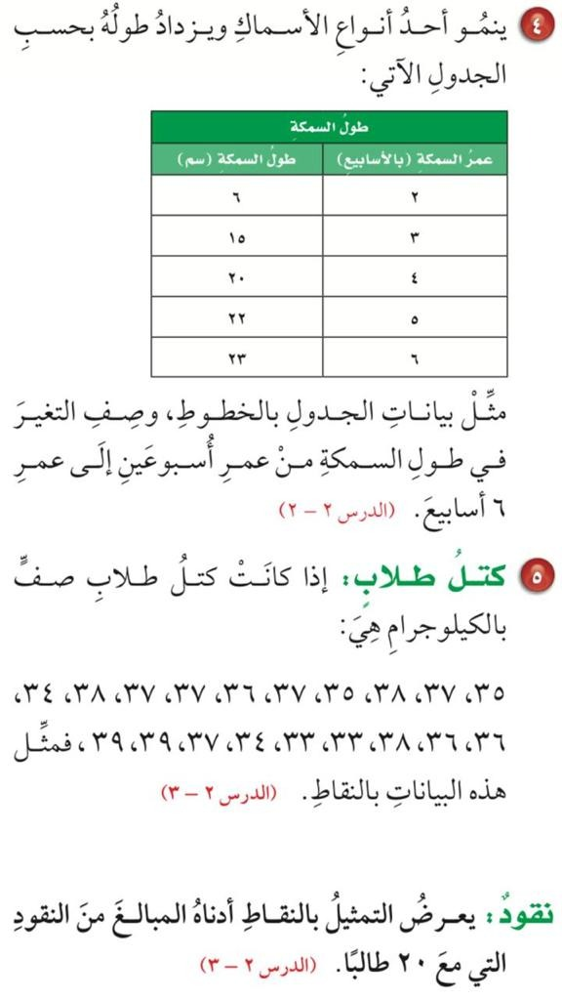 ٤ ينمُو أحدُ أنواعِ الأسماكِ ويزدادُ طولُهُ بحسبِ
الجدولِ الآتي:
طولُ السمكةِ
عمرُ السمكةِ (بالأسابيعِ) طولُ السمكةِ (سم)
٢ ٦
٣ ١٥
٤ ٢٠
٥ ٢٢
٦ ٢٣
مثِّلْ بياناتِ الجدولِ بالخطوطِ، وصِفِ التغيرَ
في طولِ السمكةِ منْ عمرِ أُسبوعَينِ إلَى عمرِ
٦ أسابيعَ. (الدرس ٢ – ٢)
٥ كتلُ طلابٍ: إذا كانَتْ كتلُ طلابِ صفٍّ
بالكيلوجرامِ هِيَ:
٣٥، ٣٧، ٣٨، ٣٥، ٣٧، ٣٦، ٣٧، ٣٧، ٣٨، ٣٤،
٣٦، ٣٦، ٣٨، ٣٣، ٣٣، ٣٤، ٣٧، ٣٩، ٣٩، فمثِّل
هذه البياناتِ بالنقاطِ. (الدرس ٢ – ٣)
نقودٌ: يعرضُ التمثيلُ بالنقاطِ أدناهُ المبالغَ منَ النقودِ
التي معَ ٢٠ طالبًا. (الدرس ٢ – ٣)